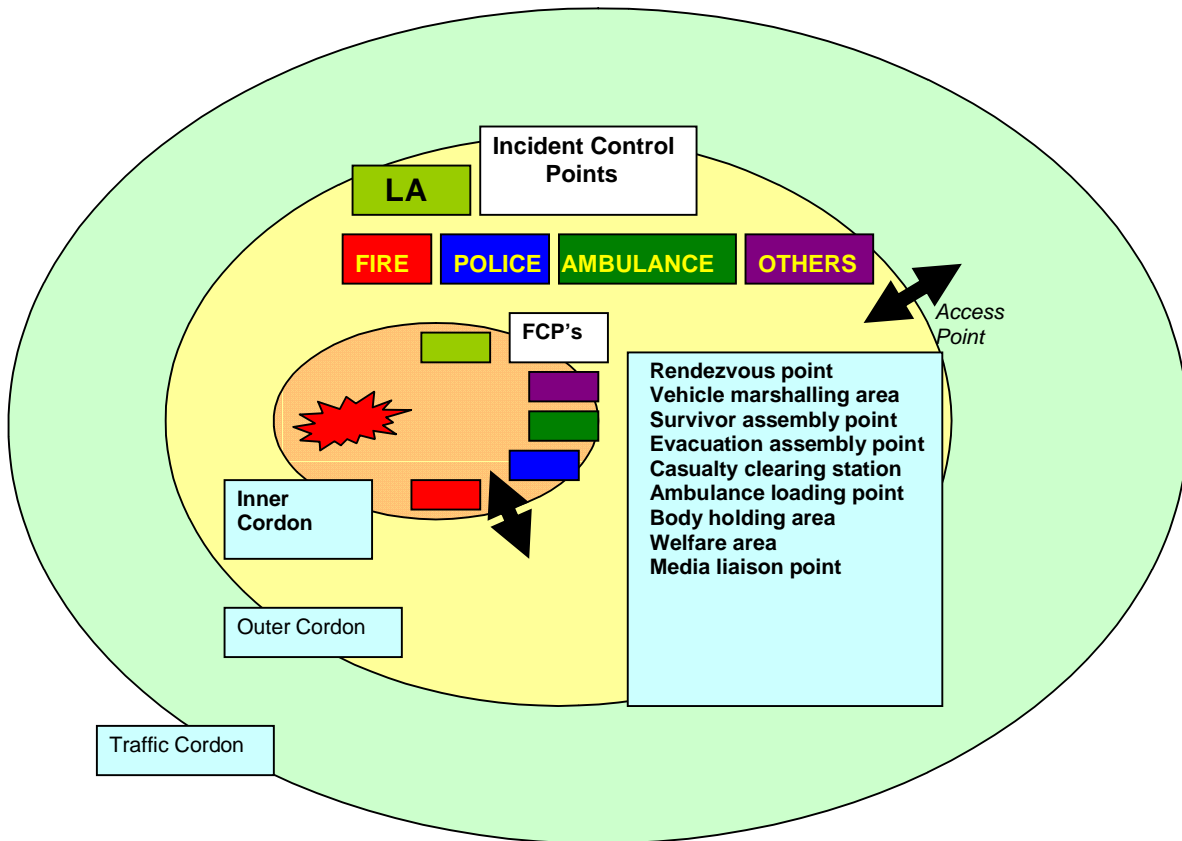 Incident Control
Points
LA
FIRE
POLICE
AMBULANCE
OTHERS
Access
Point
FCP's
Rendezvous point
Vehicle marshalling area
Survivor assembly point
Evacuation assembly point
Casualty clearing station
Ambulance loading point
Body holding area
Welfare area
Media liaison point
Inner
Cordon
Outer Cordon
Traffic Cordon